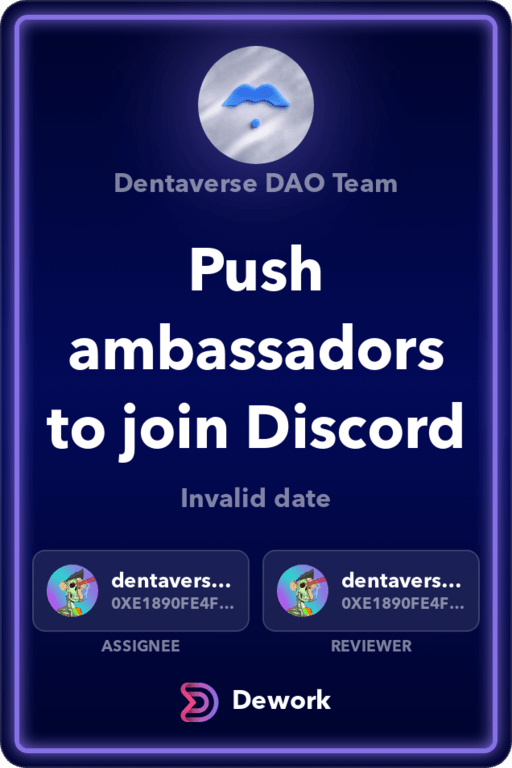 Dentaverse DAO Team
Push
ambassadors
to join Discord
Invalid date
dentavers...
0XE1890FE4F...
ASSIGNEE
dentavers...
0XE1890FE4F...
REVIEWER
Dework